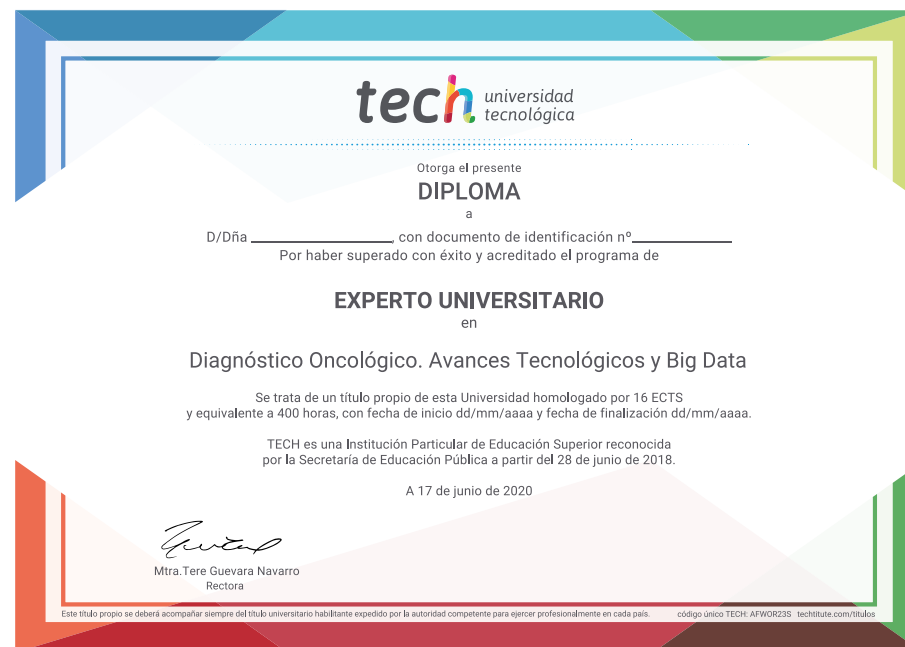 tech universidad
tecnológica
Otorga el presente
DIPLOMA
a
D/Dña ____________________, con documento de identificación nº______________
Por haber superado con éxito y acreditado el programa de
EXPERTO UNIVERSITARIO
en
Diagnóstico Oncológico. Avances Tecnológicos y Big Data
Se trata de un título propio de esta Universidad homologado por 16 ECTS
y equivalente a 400 horas, con fecha de inicio dd/mm/aaaa y fecha de finalización dd/mm/aaaa.
TECH es una Institución Particular de Educación Superior reconocida
por la Secretaría de Educación Pública a partir del 28 de junio de 2018.
A 17 de junio de 2020
Mtra.Tere Guevara Navarro
Rectora
Este título propio se deberá acompañar siempre del título universitario habilitante expedido por la autoridad competente para ejercer profesionalmente en cada país. código único TECH: AFWOR23S techtitute.com/titulos